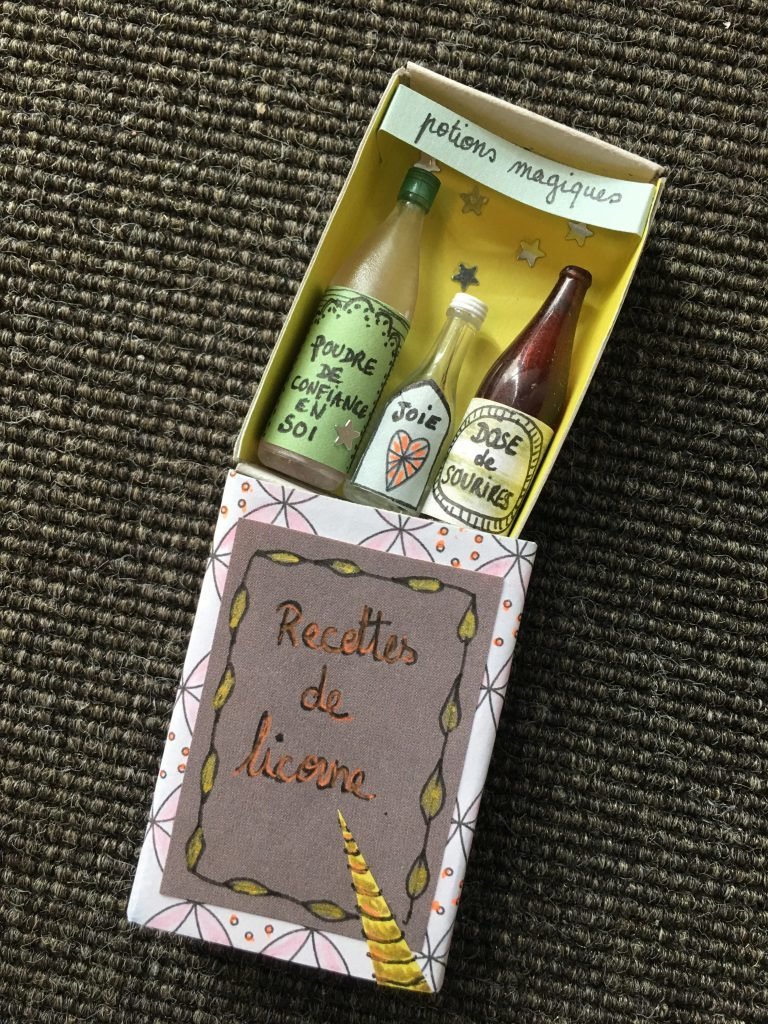 potions magiques
POUDRE
DE
CONFIANCE
EN
SOI
JOIE
DOSE
de
SOURIRES
Recettes
de
licorne